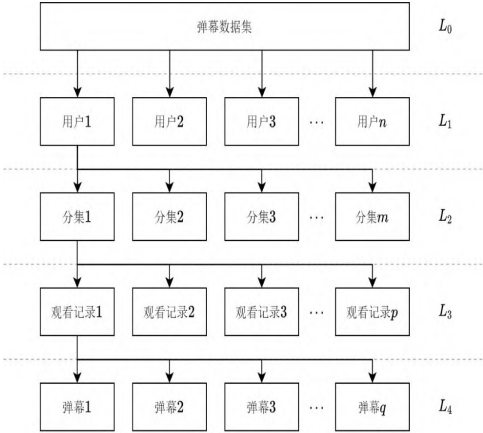 弹幕数据集 L₀
用户1 用户2 用户3 ··· 用户n L₁
分集1 分集2 分集3 ··· 分集m L₂
观看记录1 观看记录2 观看记录3 ··· 观看记录p L₃
弹幕1 弹幕2 弹幕3 ··· 弹幕q L₄